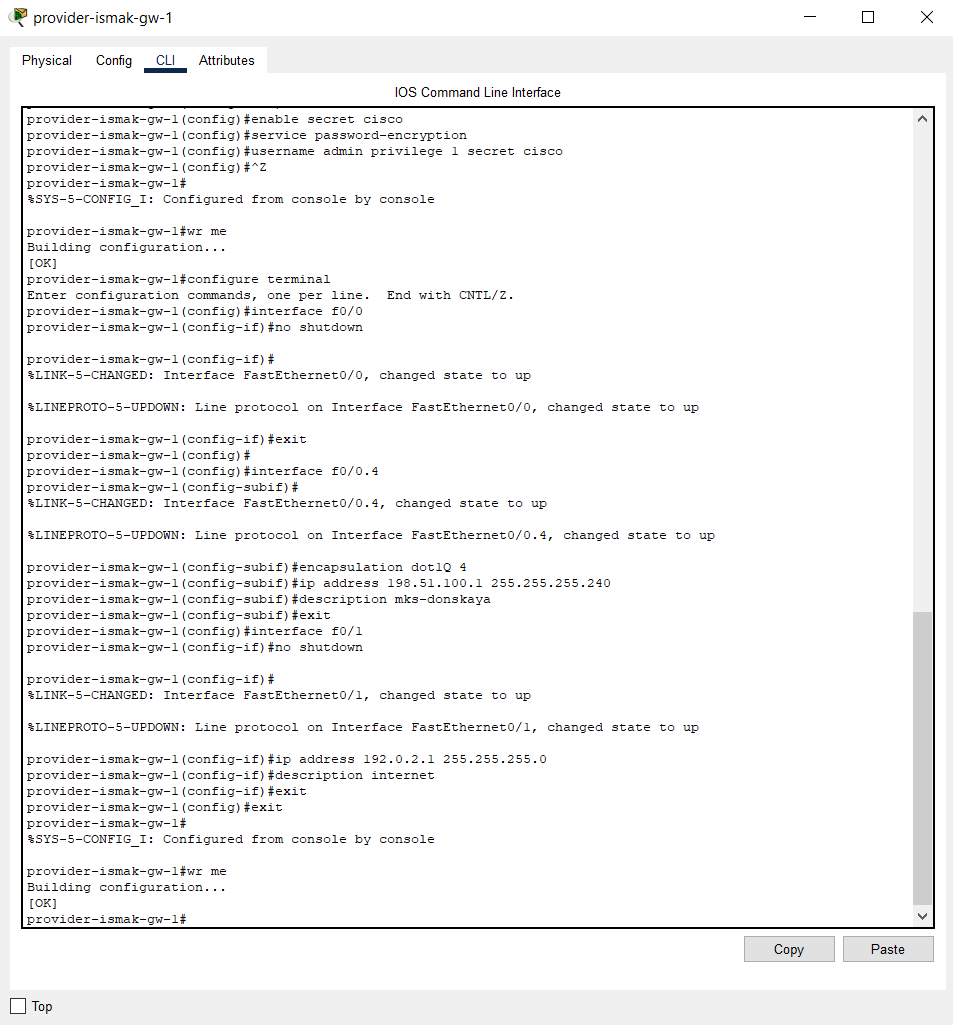 provider-ismak-gw-1
Physical Config CLI Attributes
IOS Command Line Interface
provider-ismak-gw-1(config)#enable secret cisco
provider-ismak-gw-1(config)#service password-encryption
provider-ismak-gw-1(config)#username admin privilege 1 secret cisco
provider-ismak-gw-1(config)#^Z
provider-ismak-gw-1#
%SYS-5-CONFIG_I: Configured from console by console
provider-ismak-gw-1#wr me
Building configuration...
[OK]
provider-ismak-gw-1#configure terminal
Enter configuration commands, one per line.  End with CNTL/Z.
provider-ismak-gw-1(config)#interface f0/0
provider-ismak-gw-1(config-if)#no shutdown
provider-ismak-gw-1(config-if)#
%LINK-5-CHANGED: Interface FastEthernet0/0, changed state to up
%LINEPROTO-5-UPDOWN: Line protocol on Interface FastEthernet0/0, changed state to up
provider-ismak-gw-1(config-if)#exit
provider-ismak-gw-1(config)#
provider-ismak-gw-1(config)#interface f0/0.4
provider-ismak-gw-1(config-subif)#
%LINK-5-CHANGED: Interface FastEthernet0/0.4, changed state to up
%LINEPROTO-5-UPDOWN: Line protocol on Interface FastEthernet0/0.4, changed state to up
provider-ismak-gw-1(config-subif)#encapsulation dot1Q 4
provider-ismak-gw-1(config-subif)#ip address 198.51.100.1 255.255.255.240
provider-ismak-gw-1(config-subif)#description mks-donskaya
provider-ismak-gw-1(config-subif)#exit
provider-ismak-gw-1(config)#interface f0/1
provider-ismak-gw-1(config-if)#no shutdown
provider-ismak-gw-1(config-if)#
%LINK-5-CHANGED: Interface FastEthernet0/1, changed state to up
%LINEPROTO-5-UPDOWN: Line protocol on Interface FastEthernet0/1, changed state to up
provider-ismak-gw-1(config-if)#ip address 192.0.2.1 255.255.255.0
provider-ismak-gw-1(config-if)#description internet
provider-ismak-gw-1(config-if)#exit
provider-ismak-gw-1(config)#exit
provider-ismak-gw-1#
%SYS-5-CONFIG_I: Configured from console by console
provider-ismak-gw-1#wr me
Building configuration...
[OK]
provider-ismak-gw-1#
Copy Paste
Top